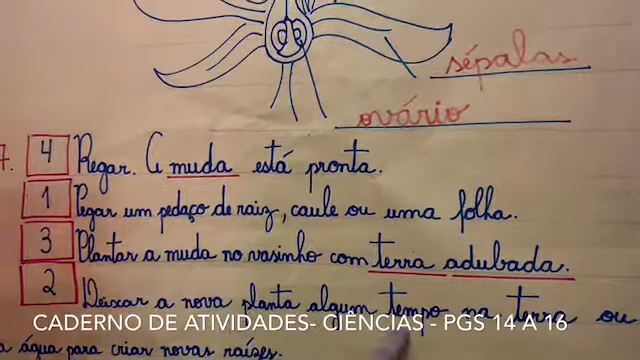 sépalas
ovário
7. 4 Regar. A muda está pronta.
1 Pegar um pedaço de raiz, caule ou uma folha.
3 Plantar a muda no vasinho com terra adubada.
2 Deixar a nova planta algum tempo na terra ou
CADERNO DE ATIVIDADES- CIÊNCIAS - PGS 14 A 16
a água para criar novas raízes.